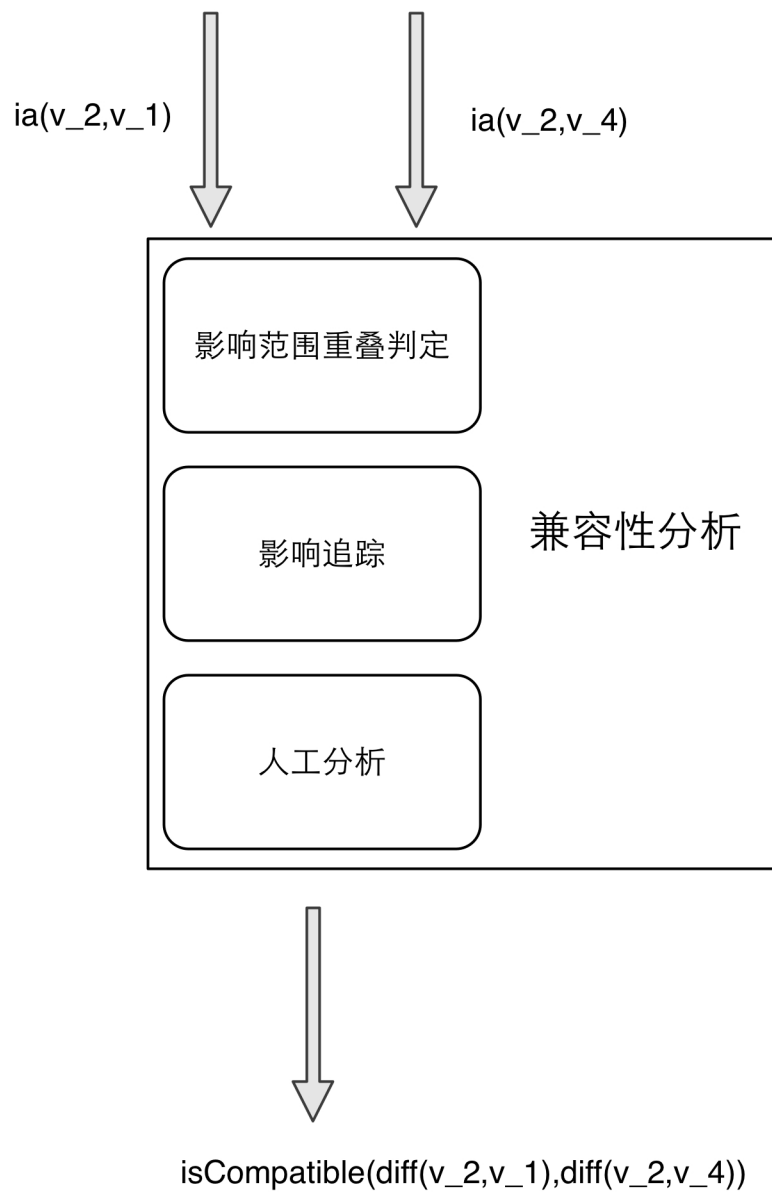 ia(v_2,v_1)
ia(v_2,v_4)
影响范围重叠判定
影响追踪
兼容性分析
人工分析
isCompatible(diff(v_2,v_1),diff(v_2,v_4))